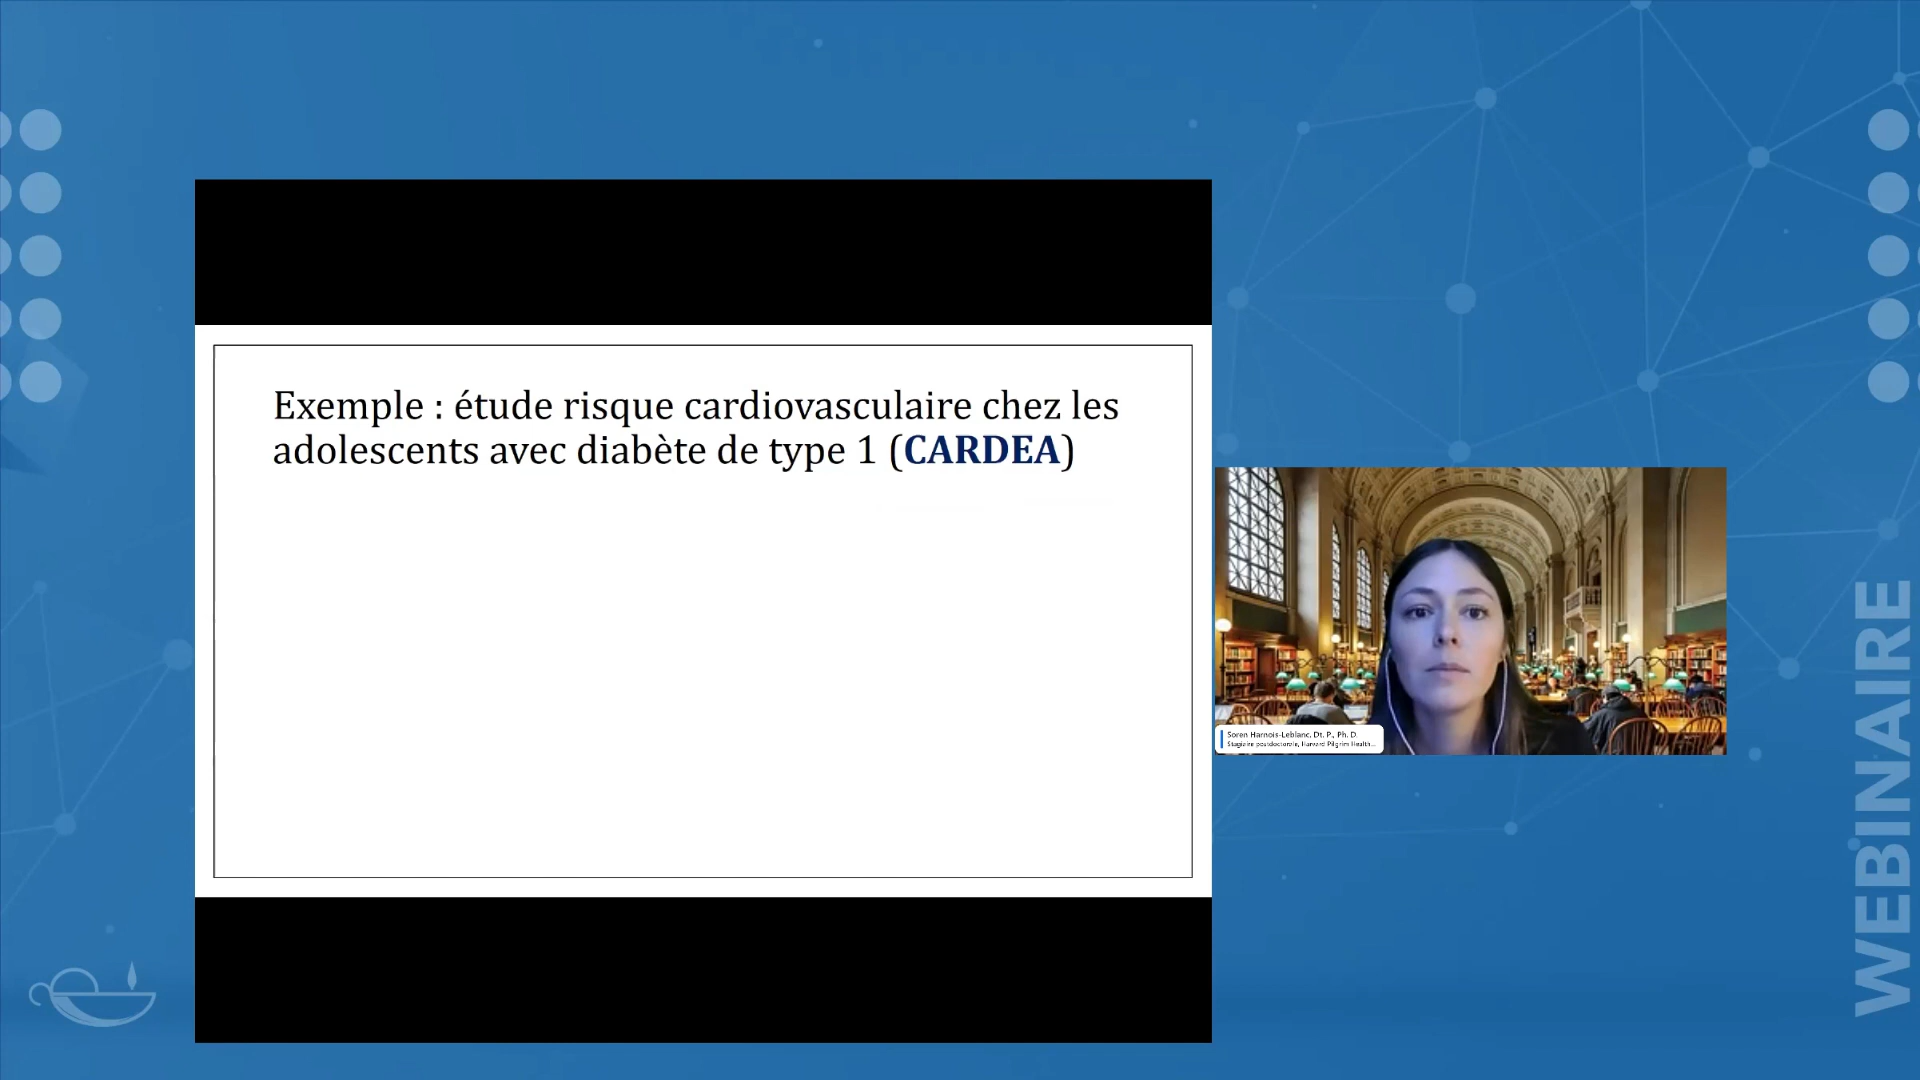 Exemple : étude risque cardiovasculaire chez les
adolescents avec diabète de type 1 (CARDEA)
Soren Harnois-Leblanc, Dt. P., Ph. D.
Stagiaire postdoctorale, Harvard Pilgrim Health...
WEBINAIRE